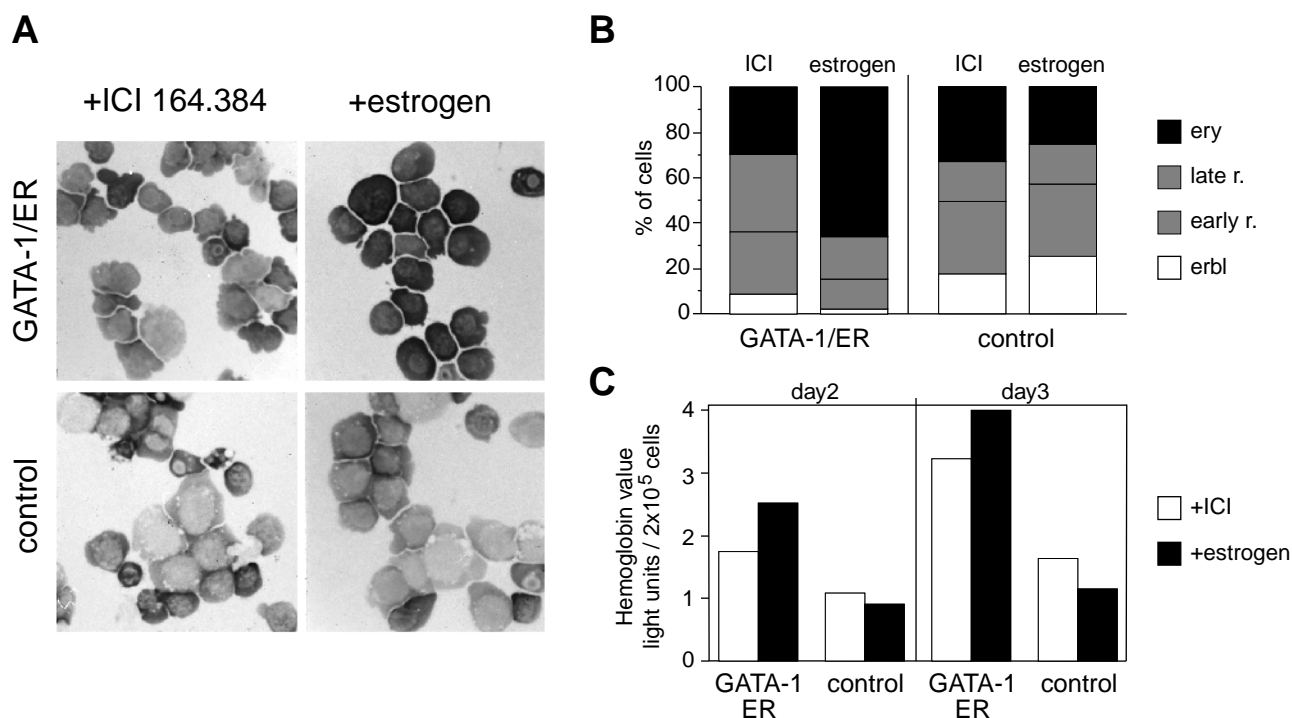 A
+ICI 164.384
+estrogen
GATA-1/ER
control
B
ICI
estrogen
ICI
estrogen
% of cells
100
80
60
40
20
0
GATA-1/ER
control
ery
late r.
early r.
erbl
C
day2
day3
Hemoglobin value
light units / 2x10⁵ cells
4
3
2
1
0
GATA-1
ER
control
GATA-1
ER
control
+ICI
+estrogen